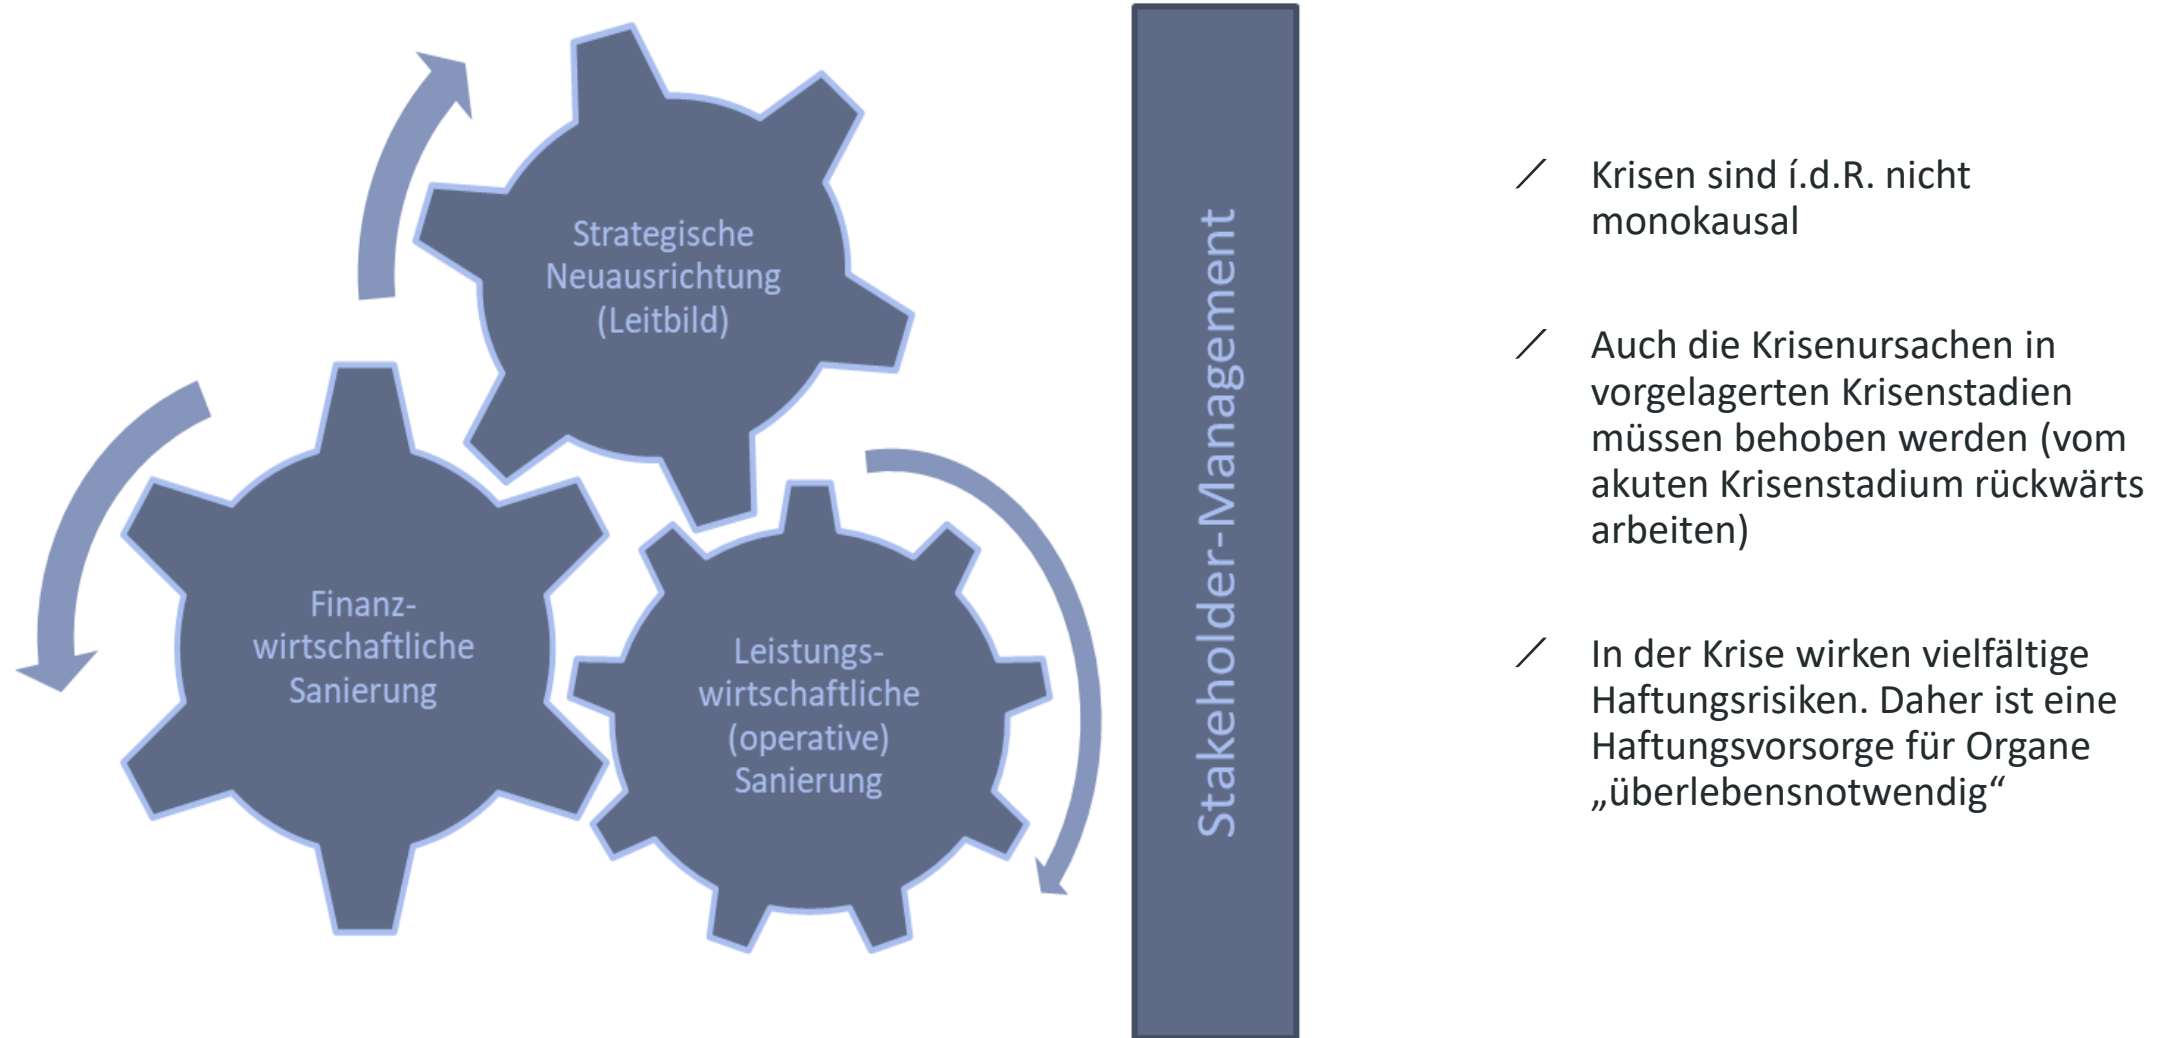 Strategische
Neuausrichtung
(Leitbild)
Finanz-
wirtschaftliche
Sanierung
Leistungs-
wirtschaftliche
(operative)
Sanierung
Stakeholder-Management
Krisen sind í.d.R. nicht
monokausal
Auch die Krisenursachen in
vorgelagerten Krisenstadien
müssen behoben werden (vom
akuten Krisenstadium rückwärts
arbeiten)
In der Krise wirken vielfältige
Haftungsrisiken. Daher ist eine
Haftungsvorsorge für Organe
„überlebensnotwendig“